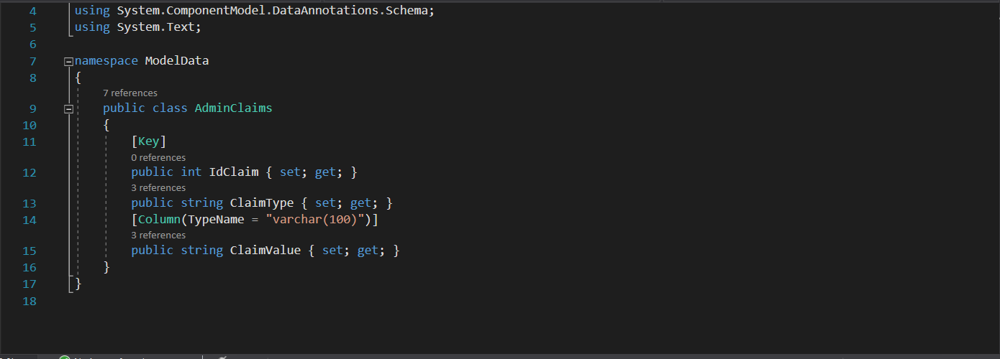 4 using System.ComponentModel.DataAnnotations.Schema;
5 using System.Text;
6
7 namespace ModelData
8 {
7 references
9 public class AdminClaims
10 {
11 [Key]
0 references
12 public int IdClaim { set; get; }
3 references
13 public string ClaimType { set; get; }
14 [Column(TypeName = "varchar(100)")]
3 references
15 public string ClaimValue { set; get; }
16 }
17 }
18